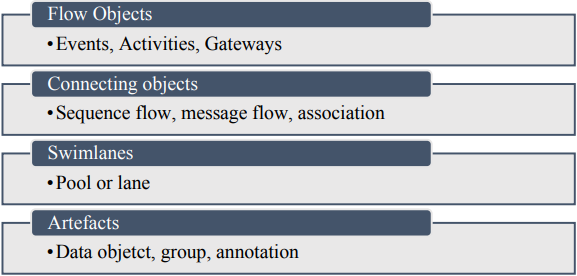 Flow Objects
•Events, Activities, Gateways
Connecting objects
•Sequence flow, message flow, association
Swimlanes
•Pool or lane
Artefacts
•Data objetct, group, annotation